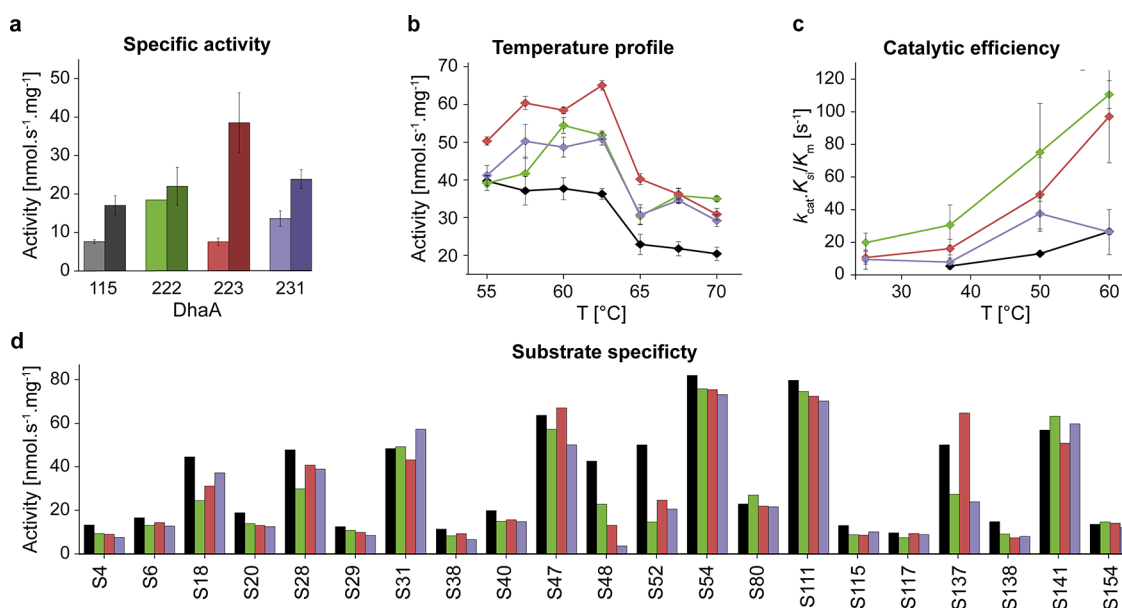 a
Specific activity
Activity [nmol.s⁻¹.mg⁻¹]
50
40
30
20
10
0
115 222 223 231
DhaA
b
Temperature profile
Activity [nmol.s⁻¹.mg⁻¹]
70
60
50
40
30
20
55 60 65 70
T [°C]
c
Catalytic efficiency
kcat.Ksi/Km [s⁻¹]
120
100
80
60
40
20
0
30 40 50 60
T [°C]
d
Substrate specificty
Activity [nmol.s⁻¹.mg⁻¹]
80
60
40
20
0
S4 S6 S18 S20 S28 S29 S31 S38 S40 S47 S48 S52 S54 S80 S111 S115 S117 S137 S138 S141 S154